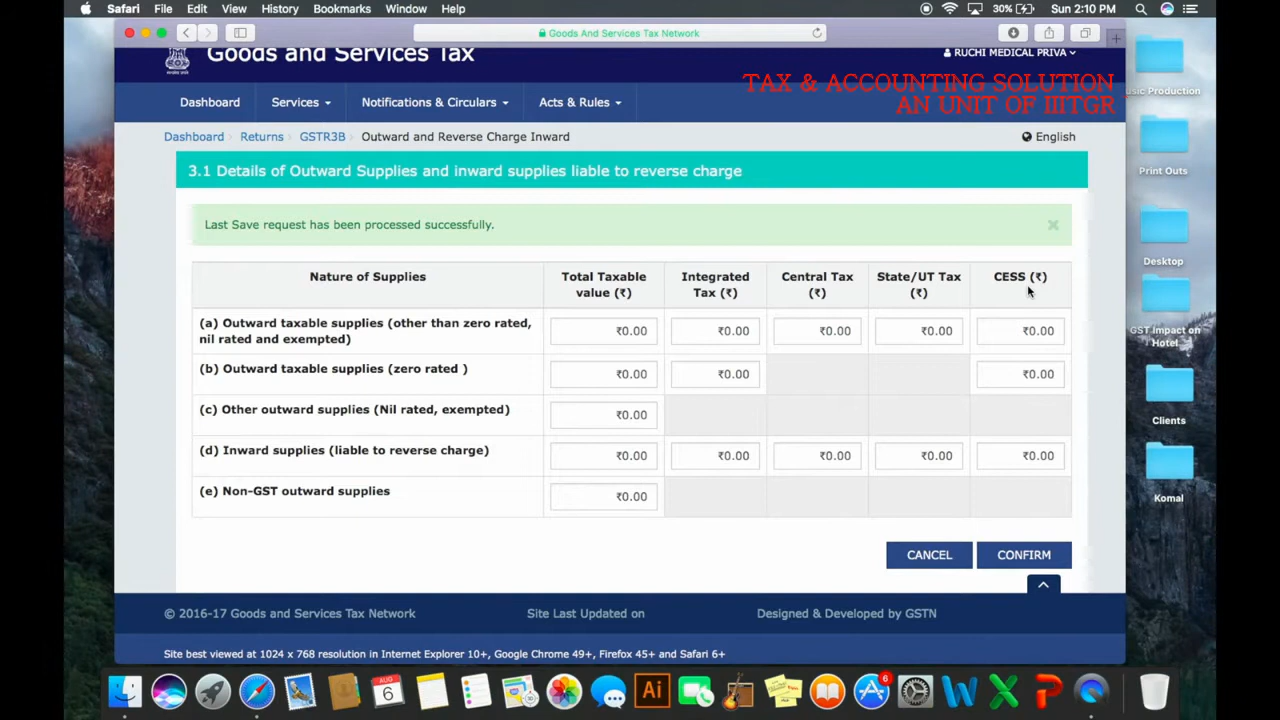 Safari File Edit View History Bookmarks Window Help 30% Sun 2:10 PM
Goods And Services Tax Network
Goods and Services Tax
RUCHI MEDICAL PRIVA
TAX & ACCOUNTING SOLUTION
AN UNIT OF IIITGR
Dashboard Services Notifications & Circulars Acts & Rules
Dashboard Returns GSTR3B Outward and Reverse Charge Inward English
3.1 Details of Outward Supplies and inward supplies liable to reverse charge
Last Save request has been processed successfully.
Nature of Supplies
Total Taxable
value (₹)
Integrated
Tax (₹)
Central Tax
(₹)
State/UT Tax
(₹)
CESS (₹)
(a) Outward taxable supplies (other than zero rated,
nil rated and exempted)
₹0.00 ₹0.00 ₹0.00 ₹0.00 ₹0.00
(b) Outward taxable supplies (zero rated ) ₹0.00 ₹0.00 ₹0.00
(c) Other outward supplies (Nil rated, exempted) ₹0.00
(d) Inward supplies (liable to reverse charge) ₹0.00 ₹0.00 ₹0.00 ₹0.00 ₹0.00
(e) Non-GST outward supplies ₹0.00
CANCEL CONFIRM
© 2016-17 Goods and Services Tax Network Site Last Updated on Designed & Developed by GSTN
Site best viewed at 1024 x 768 resolution in Internet Explorer 10+, Google Chrome 49+, Firefox 45+ and Safari 6+
usic Production
Print Outs
Desktop
GST Impact on
Hotel
Clients
Komal
AUG
6
Ai
6